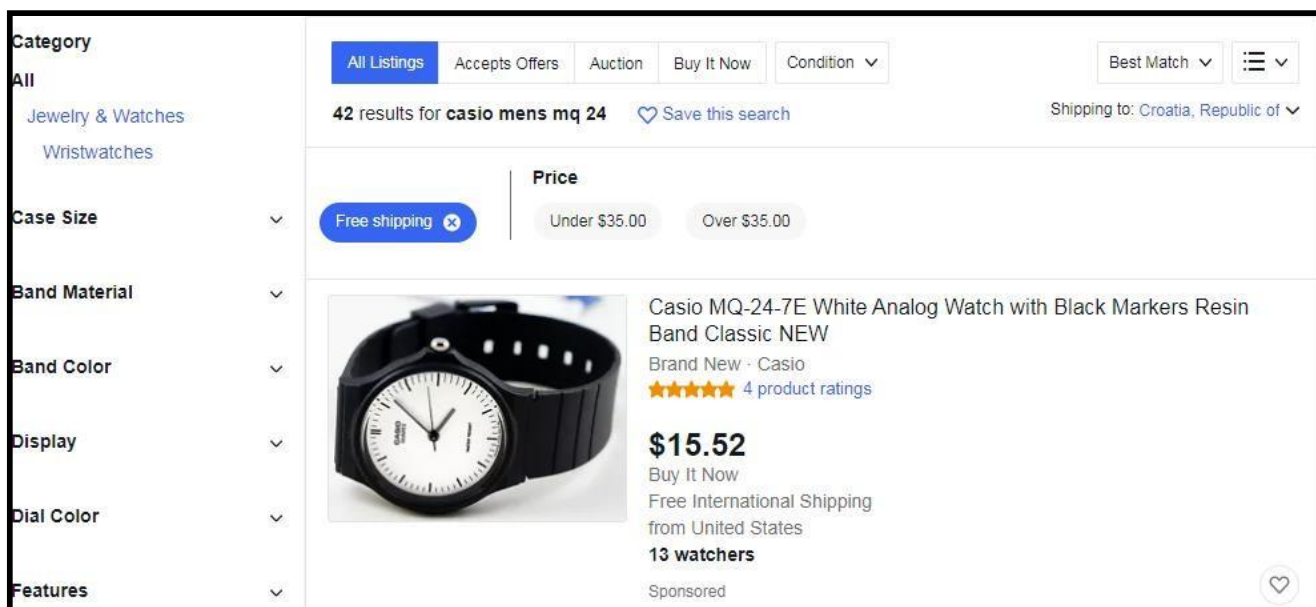 Category
All
Jewelry & Watches
Wristwatches
Case Size
Band Material
Band Color
Display
Dial Color
Features
All Listings Accepts Offers Auction Buy It Now Condition Best Match
42 results for casio mens mq 24 Save this search Shipping to: Croatia, Republic of
Free shipping
Price
Under $35.00 Over $35.00
Casio MQ-24-7E White Analog Watch with Black Markers Resin
Band Classic NEW
Brand New · Casio
4 product ratings
$15.52
Buy It Now
Free International Shipping
from United States
13 watchers
Sponsored
CASIO